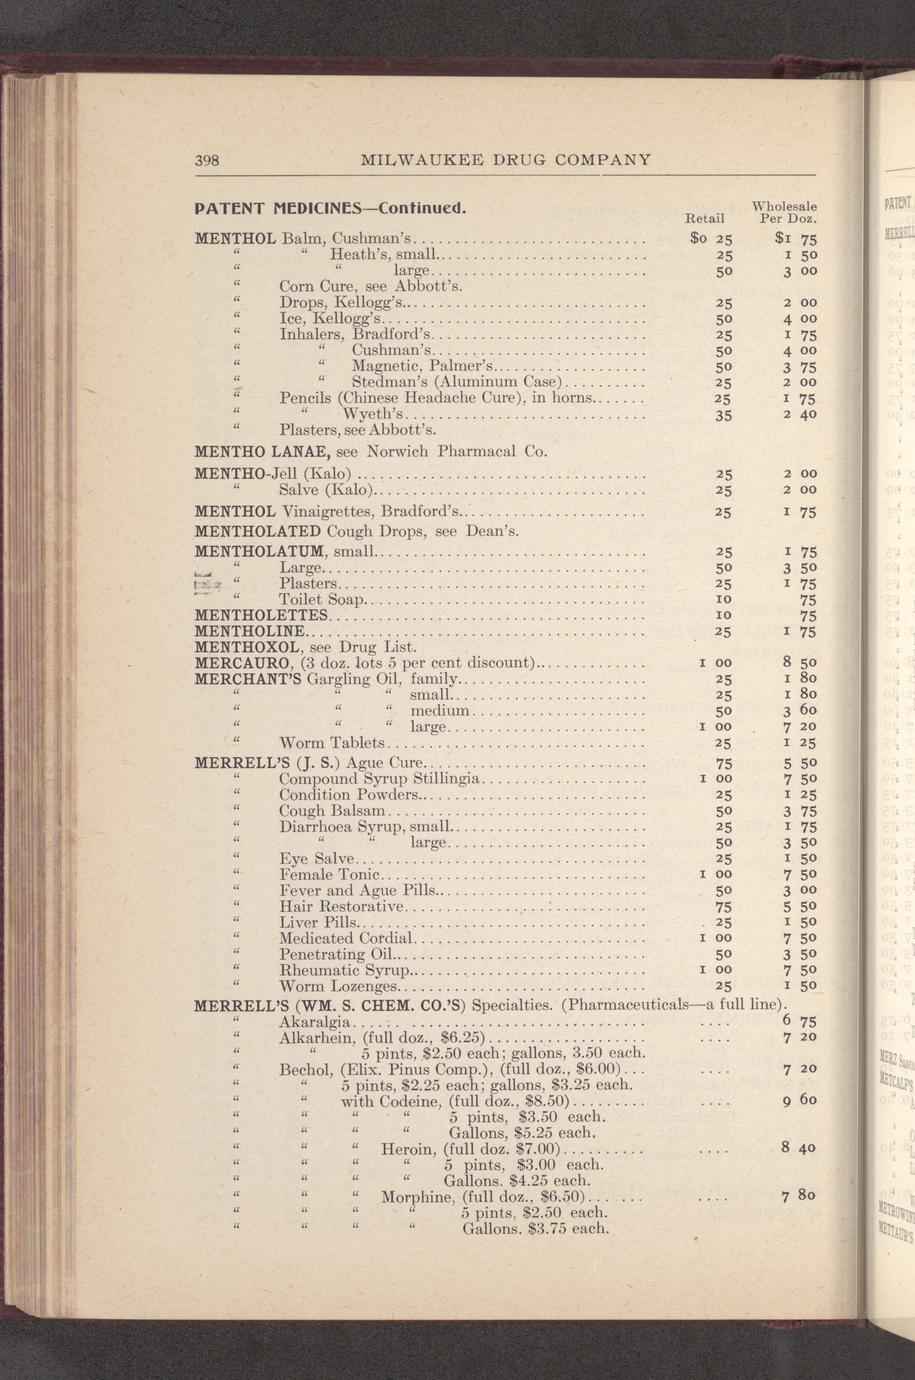 398 MILWAUKEE DRUG COMPANY
PATENT MEDICINES—Continued.
Retail Wholesale Per Doz.
MENTHOL Balm, Cushman's........ $0 25 $1 75
“ “ Heath's, small........ 25 1 50
“ “ large........ 50 3 00
“ Corn Cure, see Abbott's.
“ Drops, Kellogg's........ 25 2 00
“ Ice, Kellogg's........ 50 4 00
“ Inhalers, Bradford's........ 25 1 75
“ “ Cushman's........ 50 4 00
“ “ Magnetic, Palmer's........ 50 3 75
“ “ Stedman's (Aluminum Case)........ 25 2 00
“ Pencils (Chinese Headache Cure), in horns........ 25 1 75
“ “ Wyeth's........ 35 2 40
“ Plasters, see Abbott's.
MENTHO LANAE, see Norwich Pharmacal Co.
MENTHO-Jell (Kalo)........ 25 2 00
“ Salve (Kalo)........ 25 2 00
MENTHOL Vinaigrettes, Bradford's........ 25 1 75
MENTHOLATED Cough Drops, see Dean's.
MENTHOLATUM, small........ 25 1 75
“ Large........ 50 3 50
“ Plasters........ 25 1 75
“ Toilet Soap........ 10 75
MENTHOLETTES........ 10 75
MENTHOLINE........ 25 1 75
MENTHOXOL, see Drug List.
MERCAURO, (3 doz. lots 5 per cent discount)........ 1 00 8 50
MERCHANT'S Gargling Oil, family........ 25 1 80
“ “ “ small........ 25 1 80
“ “ “ medium........ 50 3 60
“ “ “ large........ 1 00 7 20
“ Worm Tablets........ 25 1 25
MERRELL'S (J. S.) Ague Cure........ 75 5 50
“ Compound Syrup Stillingia........ 1 00 7 50
“ Condition Powders........ 25 1 25
“ Cough Balsam........ 50 3 75
“ Diarrhoea Syrup, small........ 25 1 75
“ “ “ large........ 50 3 50
“ Eye Salve........ 25 1 50
“ Female Tonic........ 1 00 7 50
“ Fever and Ague Pills........ 50 3 00
“ Hair Restorative........ 75 5 50
“ Liver Pills........ 25 1 50
“ Medicated Cordial........ 1 00 7 50
“ Penetrating Oil........ 50 3 50
“ Rheumatic Syrup........ 1 00 7 50
“ Worm Lozenges........ 25 1 50
MERRELL'S (WM. S. CHEM. CO.'S) Specialties. (Pharmaceuticals—a full line).
“ Akaralgia........ .... 6 75
“ Alkarhein, (full doz., $6.25)........ .... 7 20
“ “ 5 pints, $2.50 each; gallons, 3.50 each.
“ Bechol, (Elix. Pinus Comp.), (full doz., $6.00)... .... 7 20
“ “ 5 pints, $2.25 each; gallons, $3.25 each.
“ “ with Codeine, (full doz., $8.50)........ .... 9 60
“ “ “ “ 5 pints, $3.50 each.
“ “ “ “ Gallons, $5.25 each.
“ “ “ Heroin, (full doz. $7.00)........ .... 8 40
“ “ “ “ 5 pints, $3.00 each.
“ “ “ “ Gallons. $4.25 each.
“ “ “ Morphine, (full doz., $6.50)....... .... 7 80
“ “ “ “ 5 pints, $2.50 each.
“ “ “ “ Gallons. $3.75 each.
PATENT
MERRELL
MERZ
METCALF'S
METTAUR'S